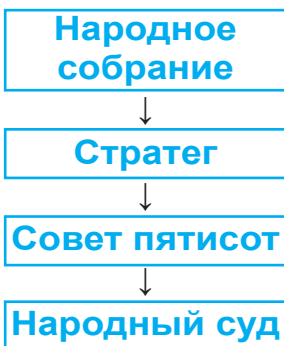 Народное
собрание
↓
Стратег
↓
Совет пятисот
↓
Народный суд